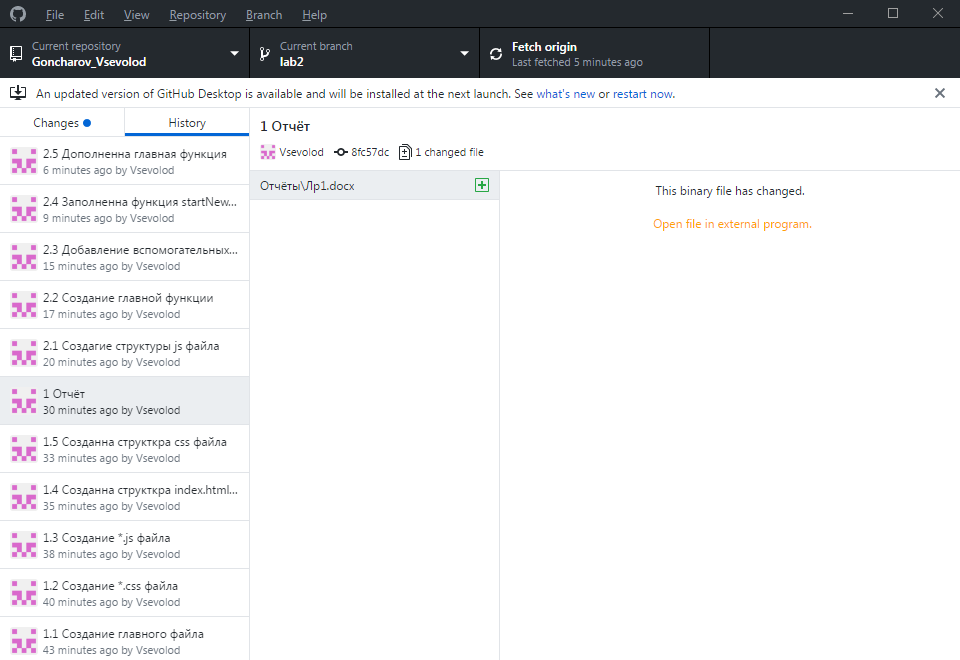 File Edit View Repository Branch Help
Current repository
Goncharov_Vsevolod
Current branch
lab2
Fetch origin
Last fetched 5 minutes ago
An updated version of GitHub Desktop is available and will be installed at the next launch. See what's new or restart now.
Changes
History
2.5 Дополненна главная функция
6 minutes ago by Vsevolod
2.4 Заполненна функция startNew...
9 minutes ago by Vsevolod
2.3 Добавление вспомогательных...
15 minutes ago by Vsevolod
2.2 Создание главной функции
17 minutes ago by Vsevolod
2.1 Создагие структуры js файла
20 minutes ago by Vsevolod
1 Отчёт
30 minutes ago by Vsevolod
1.5 Созданна структкра css файла
33 minutes ago by Vsevolod
1.4 Созданна структкра index.html...
35 minutes ago by Vsevolod
1.3 Создание *.js файла
38 minutes ago by Vsevolod
1.2 Создание *.css файла
40 minutes ago by Vsevolod
1.1 Создание главного файла
43 minutes ago by Vsevolod
1 Отчёт
Vsevolod 8fc57dc 1 changed file
Отчёты\Лр1.docx
This binary file has changed.
Open file in external program.